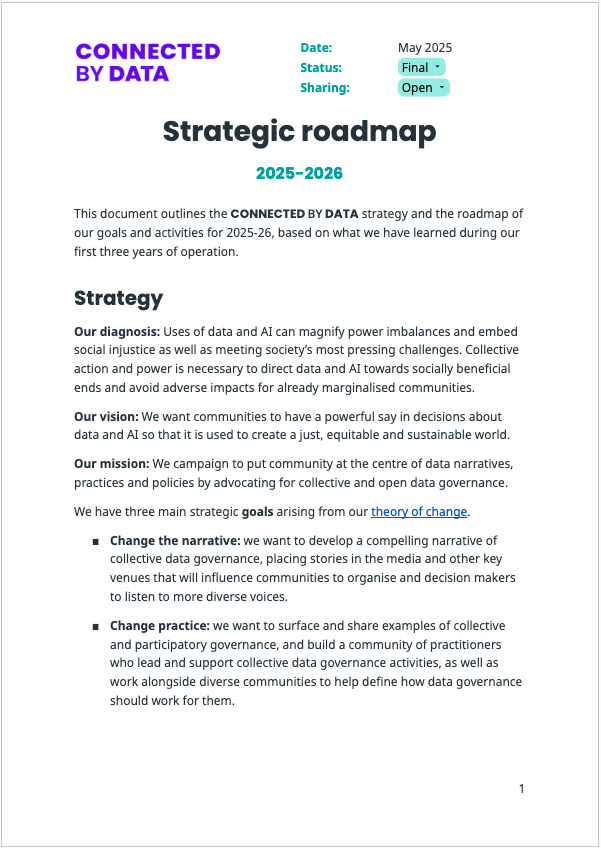 CONNECTED
BY DATA
Date: May 2025
Status: Final
Sharing: Open
Strategic roadmap
2025-2026
This document outlines the CONNECTED BY DATA strategy and the roadmap of
our goals and activities for 2025-26, based on what we have learned during our
first three years of operation.
Strategy
Our diagnosis: Uses of data and AI can magnify power imbalances and embed
social injustice as well as meeting society’s most pressing challenges. Collective
action and power is necessary to direct data and AI towards socially beneficial
ends and avoid adverse impacts for already marginalised communities.
Our vision: We want communities to have a powerful say in decisions about
data and AI so that it is used to create a just, equitable and sustainable world.
Our mission: We campaign to put community at the centre of data narratives,
practices and policies by advocating for collective and open data governance.
We have three main strategic goals arising from our theory of change.
▪ Change the narrative: we want to develop a compelling narrative of
collective data governance, placing stories in the media and other key
venues that will influence communities to organise and decision makers
to listen to more diverse voices.
▪ Change practice: we want to surface and share examples of collective
and participatory governance, and build a community of practitioners
who lead and support collective data governance activities, as well as
work alongside diverse communities to help define how data governance
should work for them.
1